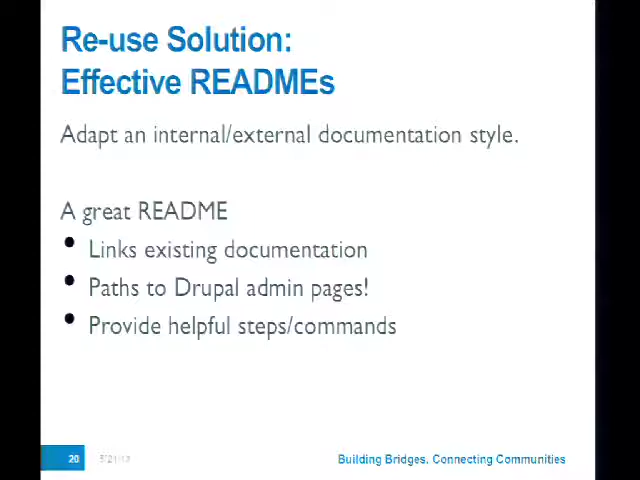 Re-use Solution:
Effective READMEs
Adapt an internal/external documentation style.
A great README
• Links existing documentation
• Paths to Drupal admin pages!
• Provide helpful steps/commands
20
Building Bridges, Connecting Communities